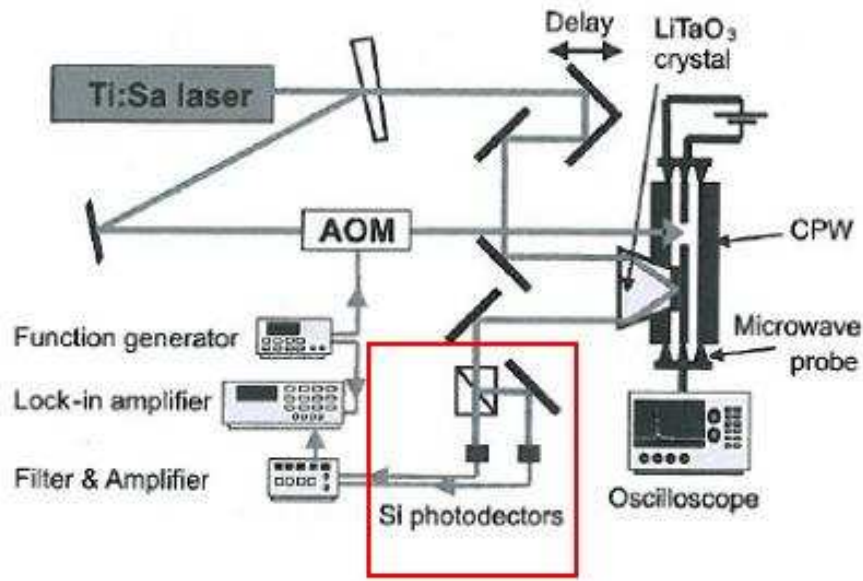 Delay
LiTaO₃
crystal
Ti:Sa laser
AOM
CPW
Function generator
Microwave
probe
Lock-in amplifier
Filter & Amplifier
Si photodectors
Oscilloscope